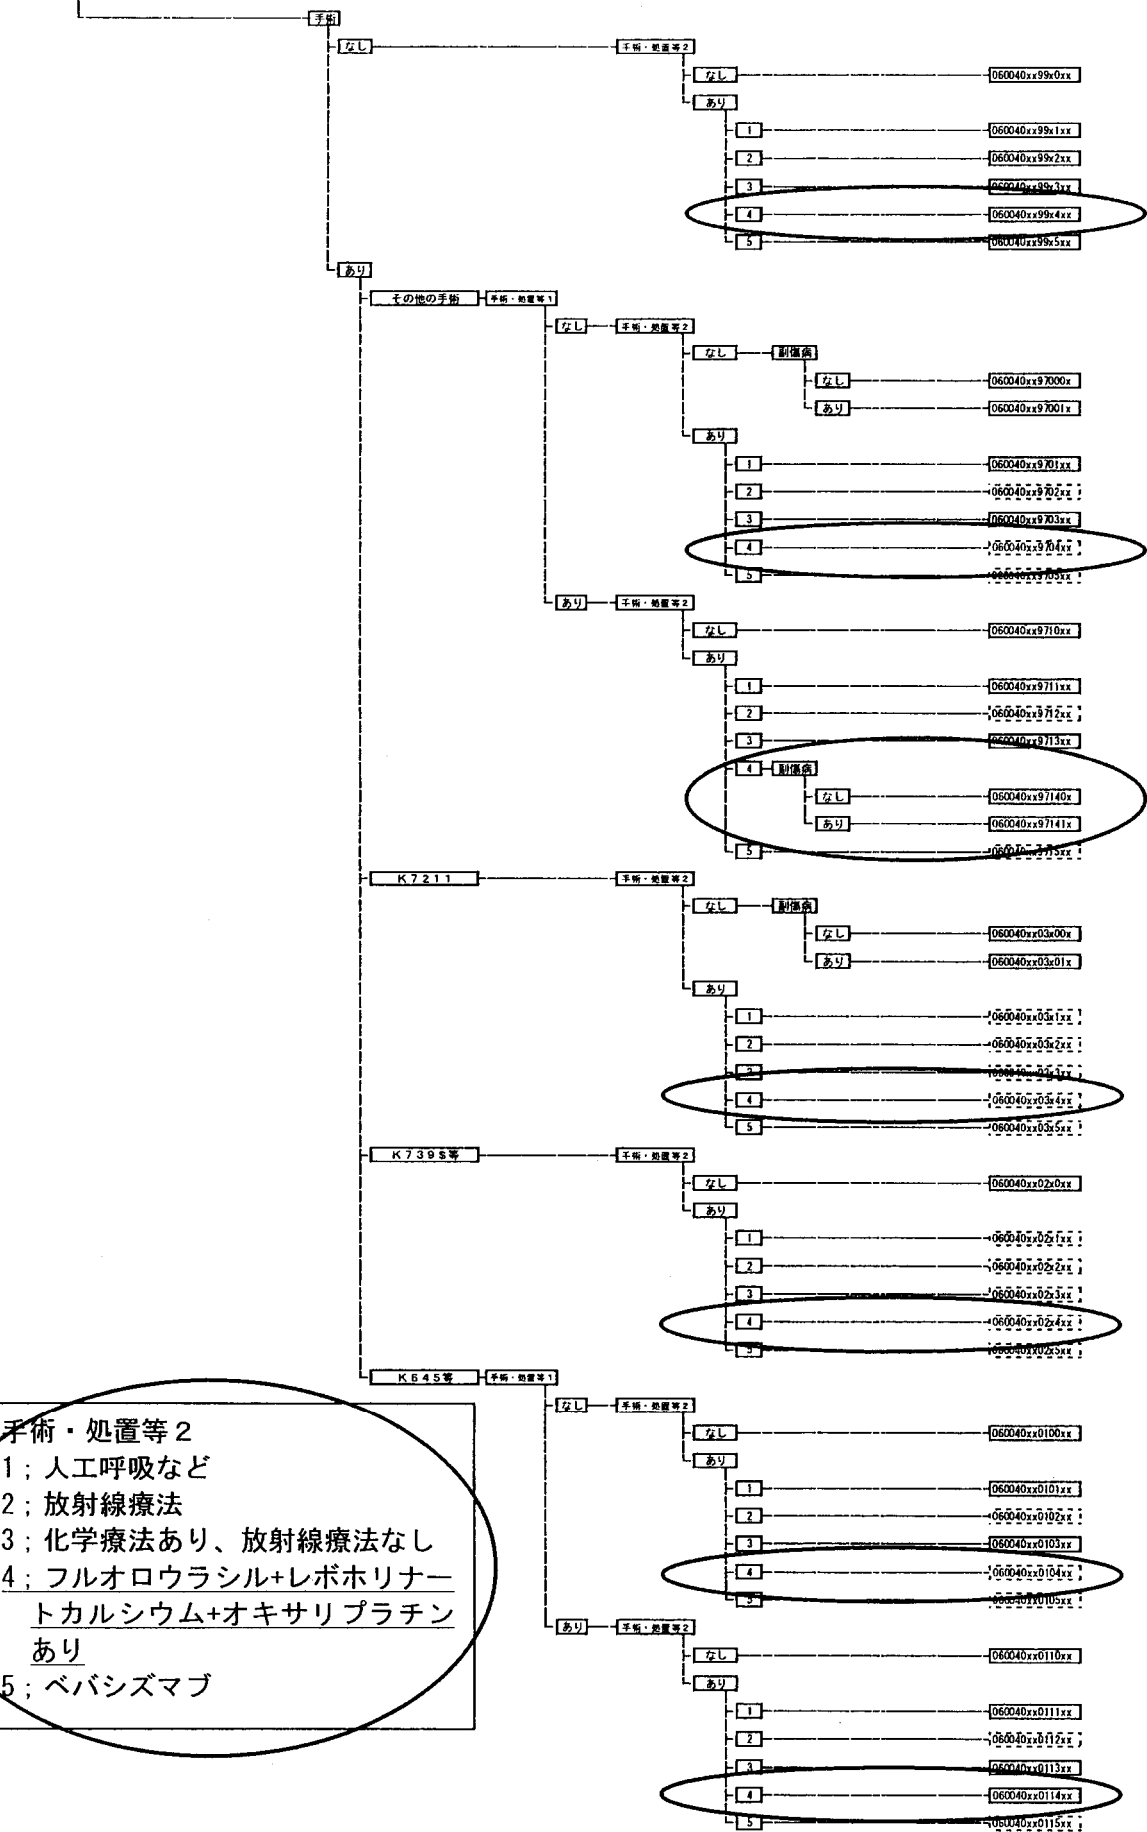 手術
なし
手術・処置等2
なし
060040xx99x0xx
あり
1
060040xx99x1xx
2
060040xx99x2xx
3
060040xx99x3xx
4
060040xx99x4xx
5
060040xx99x5xx
あり
その他の手術
手術・処置等1
なし
手術・処置等2
なし
副傷病
なし
060040xx97000x
あり
060040xx97001x
あり
1
060040xx9701xx
2
060040xx9702xx
3
060040xx9703xx
4
060040xx9704xx
5
060040xx9705xx
あり
手術・処置等2
なし
060040xx9710xx
あり
1
060040xx9711xx
2
060040xx9712xx
3
060040xx9713xx
4
副傷病
なし
060040xx97140x
あり
060040xx97141x
5
060040xx9715xx
K7211
手術・処置等2
なし
副傷病
なし
060040xx03x00x
あり
060040xx03x01x
あり
1
060040xx03x1xx
2
060040xx03x2xx
3
060040xx03x3xx
4
060040xx03x4xx
5
060040xx03x5xx
K739$等
手術・処置等2
なし
060040xx02x0xx
あり
1
060040xx02x1xx
2
060040xx02x2xx
3
060040xx02x3xx
4
060040xx02x4xx
5
060040xx02x5xx
K645等
手術・処置等1
なし
手術・処置等2
なし
060040xx0100xx
あり
1
060040xx0101xx
2
060040xx0102xx
3
060040xx0103xx
4
060040xx0104xx
5
060040xx0105xx
あり
手術・処置等2
なし
060040xx0110xx
あり
1
060040xx0111xx
2
060040xx0112xx
3
060040xx0113xx
4
060040xx0114xx
5
060040xx0115xx
手術・処置等2
1;人工呼吸など
2;放射線療法
3;化学療法あり、放射線療法なし
4;フルオロウラシル+レボホリナー
トカルシウム+オキサリプラチン
あり
5;ベバシズマブ